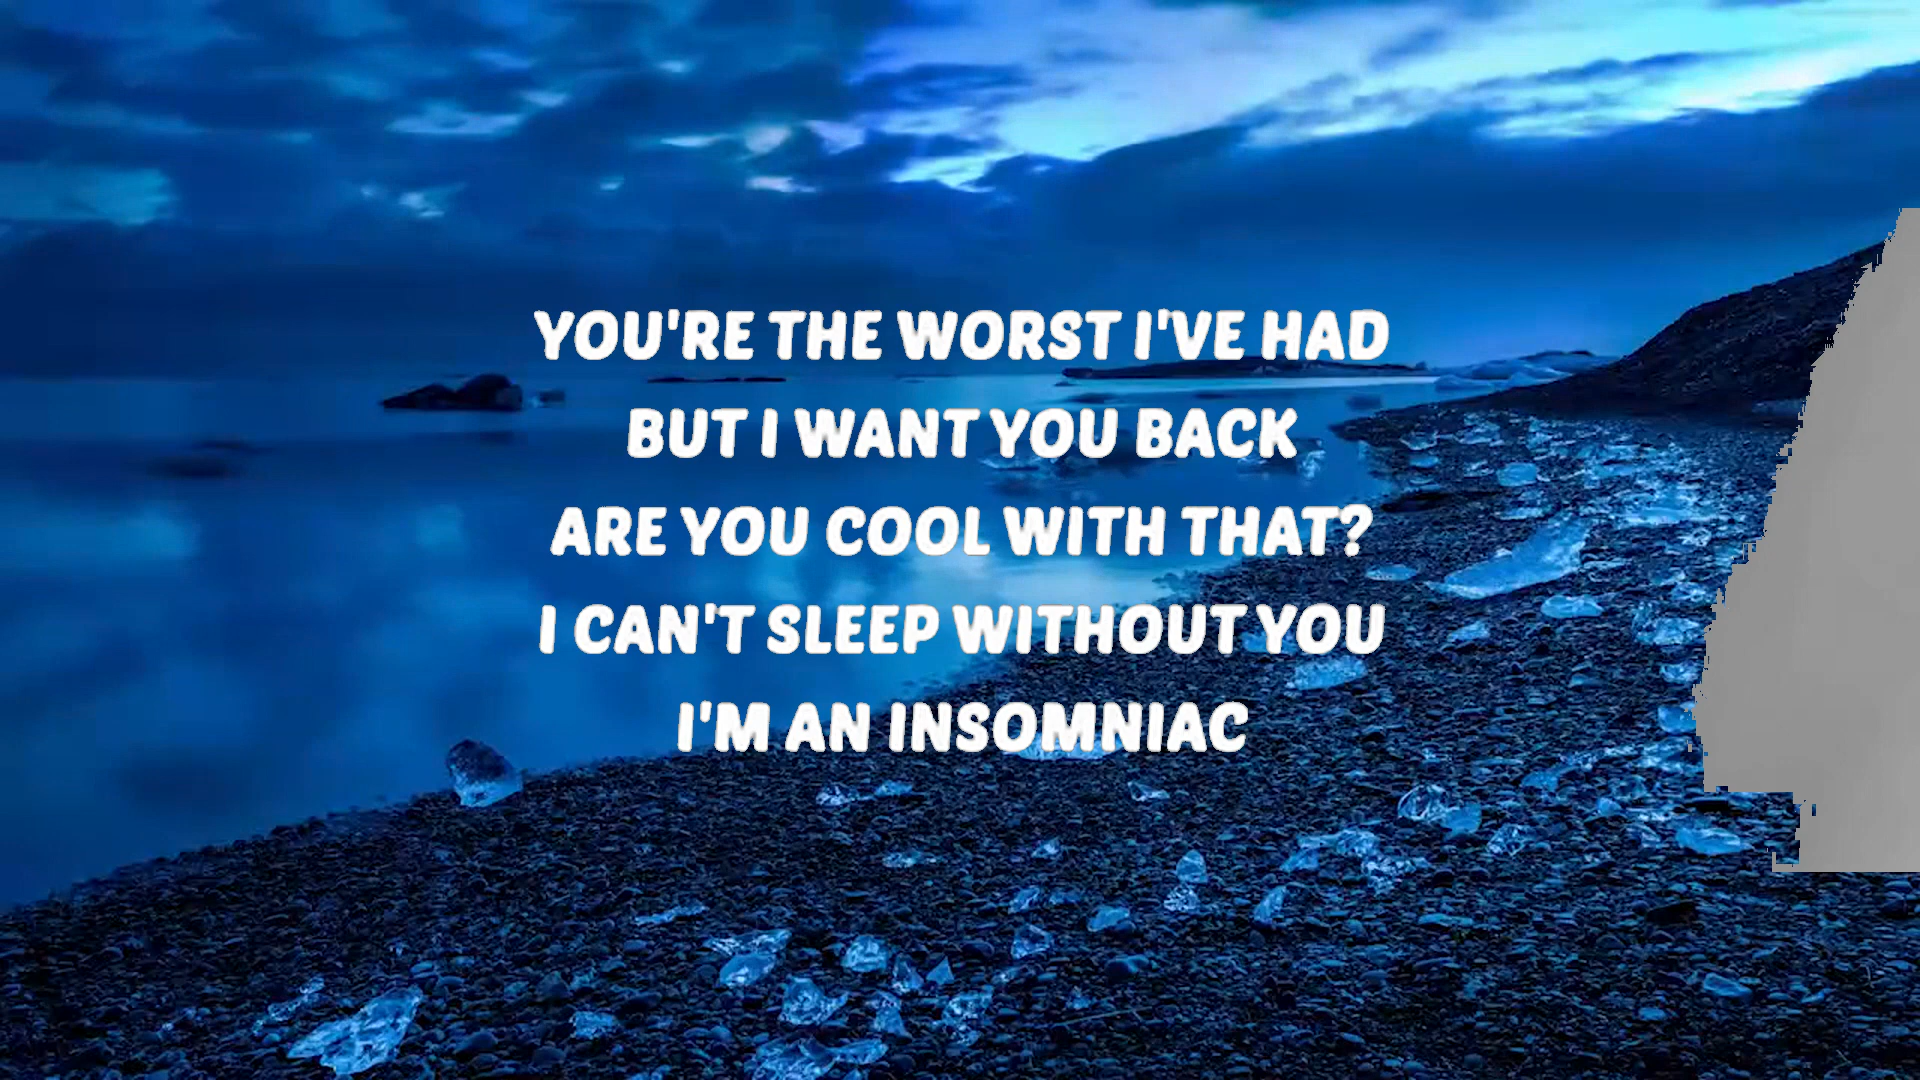 YOU'RE THE WORST I'VE HAD
BUT I WANT YOU BACK
ARE YOU COOL WITH THAT?
I CAN'T SLEEP WITHOUT YOU
I'M AN INSOMNIAC